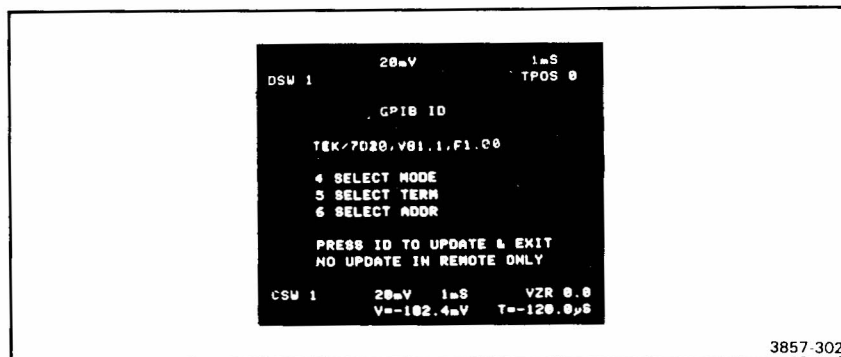 20mV 1mS
DSW 1 TPOS 0
GPIB ID
TEK/7D20,V81.1,F1.00
4 SELECT MODE
5 SELECT TERM
6 SELECT ADDR
PRESS ID TO UPDATE & EXIT
NO UPDATE IN REMOTE ONLY
CSW 1 20mV 1mS VZR 0.0
V=-102.4mV T=-120.0µS
3857-302